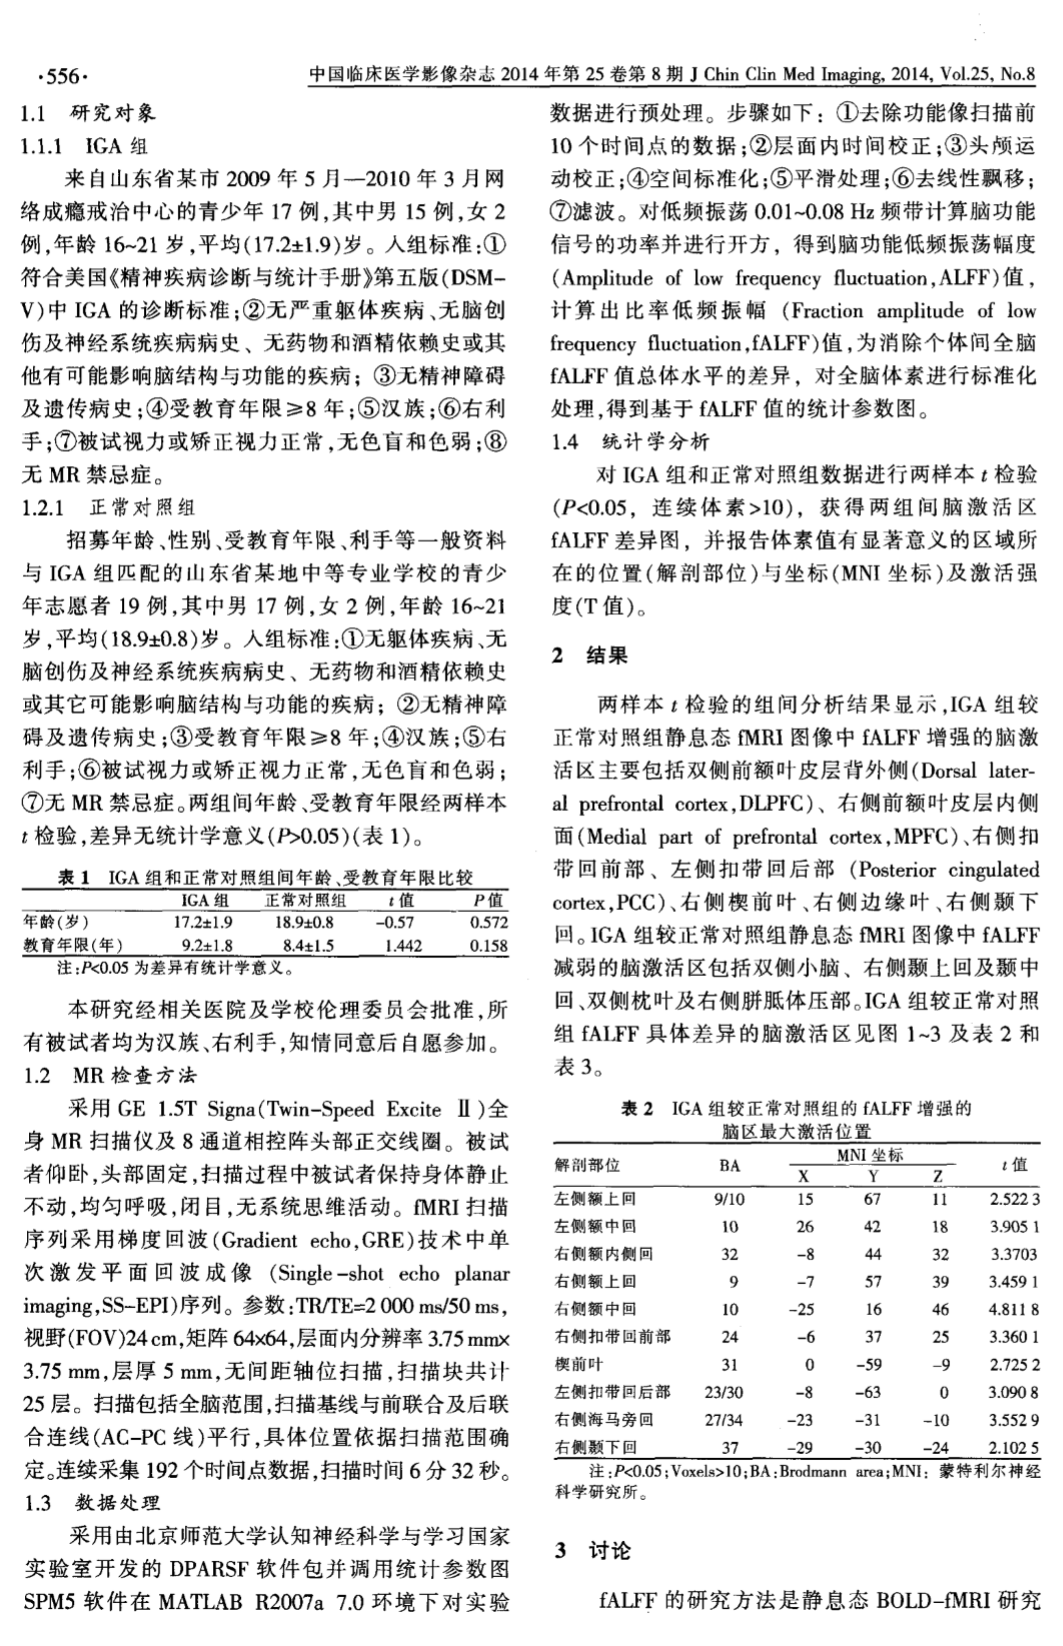 ·556·
中国临床医学影像杂志 2014 年第 25 卷第 8 期 J Chin Clin Med Imaging, 2014, Vol.25, No.8
1.1 研究对象
1.1.1 IGA 组
来自山东省某市 2009 年 5 月—2010 年 3 月网
络成瘾戒治中心的青少年 17 例,其中男 15 例,女 2
例,年龄 16~21 岁,平均(17.2±1.9)岁。入组标准:①
符合美国《精神疾病诊断与统计手册》第五版(DSM-
V)中 IGA 的诊断标准;②无严重躯体疾病、无脑创
伤及神经系统疾病病史、无药物和酒精依赖史或其
他有可能影响脑结构与功能的疾病;③无精神障碍
及遗传病史;④受教育年限≥8 年;⑤汉族;⑥右利
手;⑦被试视力或矫正视力正常,无色盲和色弱;⑧
无 MR 禁忌症。
1.2.1 正常对照组
招募年龄、性别、受教育年限、利手等一般资料
与 IGA 组匹配的山东省某地中等专业学校的青少
年志愿者 19 例,其中男 17 例,女 2 例,年龄 16~21
岁,平均(18.9±0.8)岁。入组标准:①无躯体疾病、无
脑创伤及神经系统疾病病史、无药物和酒精依赖史
或其它可能影响脑结构与功能的疾病;②无精神障
碍及遗传病史;③受教育年限≥8 年;④汉族;⑤右
利手;⑥被试视力或矫正视力正常,无色盲和色弱;
⑦无 MR 禁忌症。两组间年龄、受教育年限经两样本
t 检验,差异无统计学意义(P>0.05)(表 1)。
表 1 IGA 组和正常对照组间年龄、受教育年限比较
IGA 组 正常对照组 t 值 P 值
年龄(岁) 17.2±1.9 18.9±0.8 -0.57 0.572
教育年限(年) 9.2±1.8 8.4±1.5 1.442 0.158
注:P<0.05 为差异有统计学意义。
本研究经相关医院及学校伦理委员会批准,所
有被试者均为汉族、右利手,知情同意后自愿参加。
1.2 MR 检查方法
采用 GE 1.5T Signa(Twin-Speed Excite Ⅱ)全
身 MR 扫描仪及 8 通道相控阵头部正交线圈。被试
者仰卧,头部固定,扫描过程中被试者保持身体静止
不动,均匀呼吸,闭目,无系统思维活动。fMRI 扫描
序列采用梯度回波(Gradient echo,GRE)技术中单
次激发平面回波成像 (Single-shot echo planar
imaging,SS-EPI)序列。参数:TR/TE=2 000 ms/50 ms,
视野(FOV)24 cm,矩阵 64×64,层面内分辨率 3.75 mm×
3.75 mm,层厚 5 mm,无间距轴位扫描,扫描块共计
25 层。扫描包括全脑范围,扫描基线与前联合及后联
合连线(AC-PC 线)平行,具体位置依据扫描范围确
定。连续采集 192 个时间点数据,扫描时间 6 分 32 秒。
1.3 数据处理
采用由北京师范大学认知神经科学与学习国家
实验室开发的 DPARSF 软件包并调用统计参数图
SPM5 软件在 MATLAB R2007a 7.0 环境下对实验
数据进行预处理。步骤如下:①去除功能像扫描前
10 个时间点的数据;②层面内时间校正;③头颅运
动校正;④空间标准化;⑤平滑处理;⑥去线性飘移;
⑦滤波。对低频振荡 0.01~0.08 Hz 频带计算脑功能
信号的功率并进行开方,得到脑功能低频振荡幅度
(Amplitude of low frequency fluctuation,ALFF)值,
计算出比率低频振幅 (Fraction amplitude of low
frequency fluctuation,fALFF)值,为消除个体间全脑
fALFF 值总体水平的差异,对全脑体素进行标准化
处理,得到基于 fALFF 值的统计参数图。
1.4 统计学分析
对 IGA 组和正常对照组数据进行两样本 t 检验
(P<0.05,连续体素>10),获得两组间脑激活区
fALFF 差异图,并报告体素值有显著意义的区域所
在的位置(解剖部位)与坐标(MNI 坐标)及激活强
度(T 值)。
2 结果
两样本 t 检验的组间分析结果显示,IGA 组较
正常对照组静息态 fMRI 图像中 fALFF 增强的脑激
活区主要包括双侧前额叶皮层背外侧(Dorsal later-
al prefrontal cortex,DLPFC)、右侧前额叶皮层内侧
面(Medial part of prefrontal cortex,MPFC)、右侧扣
带回前部、左侧扣带回后部 (Posterior cingulated
cortex,PCC)、右侧楔前叶、右侧边缘叶、右侧颞下
回。IGA 组较正常对照组静息态 fMRI 图像中 fALFF
减弱的脑激活区包括双侧小脑、右侧颞上回及颞中
回、双侧枕叶及右侧胼胝体压部。IGA 组较正常对照
组 fALFF 具体差异的脑激活区见图 1~3 及表 2 和
表 3。
表 2 IGA 组较正常对照组的 fALFF 增强的
脑区最大激活位置
解剖部位 BA MNI 坐标 t 值
X Y Z
左侧额上回 9/10 15 67 11 2.522 3
左侧额中回 10 26 42 18 3.905 1
右侧额内侧回 32 -8 44 32 3.3703
右侧额上回 9 -7 57 39 3.459 1
右侧额中回 10 -25 16 46 4.811 8
右侧扣带回前部 24 -6 37 25 3.360 1
楔前叶 31 0 -59 -9 2.725 2
左侧扣带回后部 23/30 -8 -63 0 3.090 8
右侧海马旁回 27/34 -23 -31 -10 3.552 9
右侧颞下回 37 -29 -30 -24 2.102 5
注:P<0.05;Voxels>10;BA:Brodmann area;MNI:蒙特利尔神经
科学研究所。
3 讨论
fALFF 的研究方法是静息态 BOLD-fMRI 研究